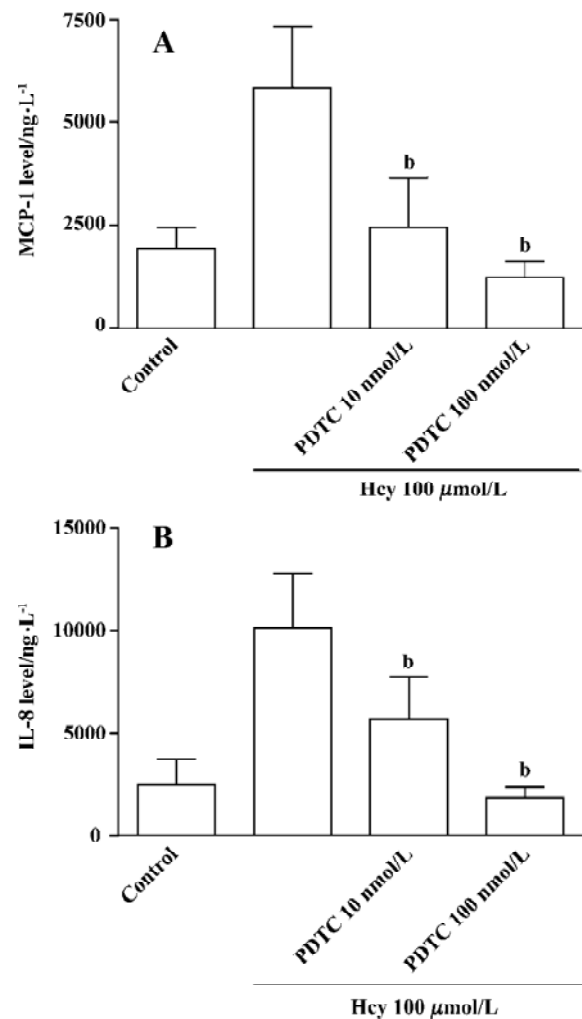 A
MCP-1 level/ng·L⁻¹
7500
5000
2500
0
b
b
Control
PDTC 10 nmol/L
PDTC 100 nmol/L
Hcy 100 μmol/L
B
IL-8 level/ng·L⁻¹
15000
10000
5000
0
b
b
Control
PDTC 10 nmol/L
PDTC 100 nmol/L
Hcy 100 μmol/L